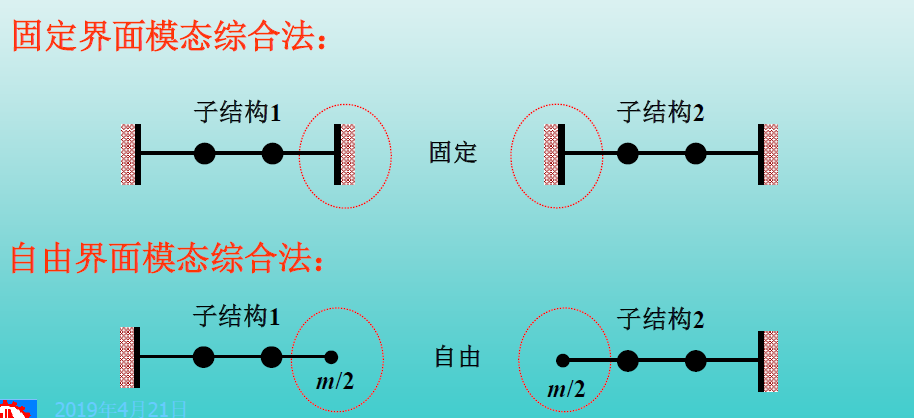 固定界面模态综合法：
子结构1
固定
子结构2
自由界面模态综合法：
子结构1
m/2
自由
子结构2
m/2
2019年4月21日